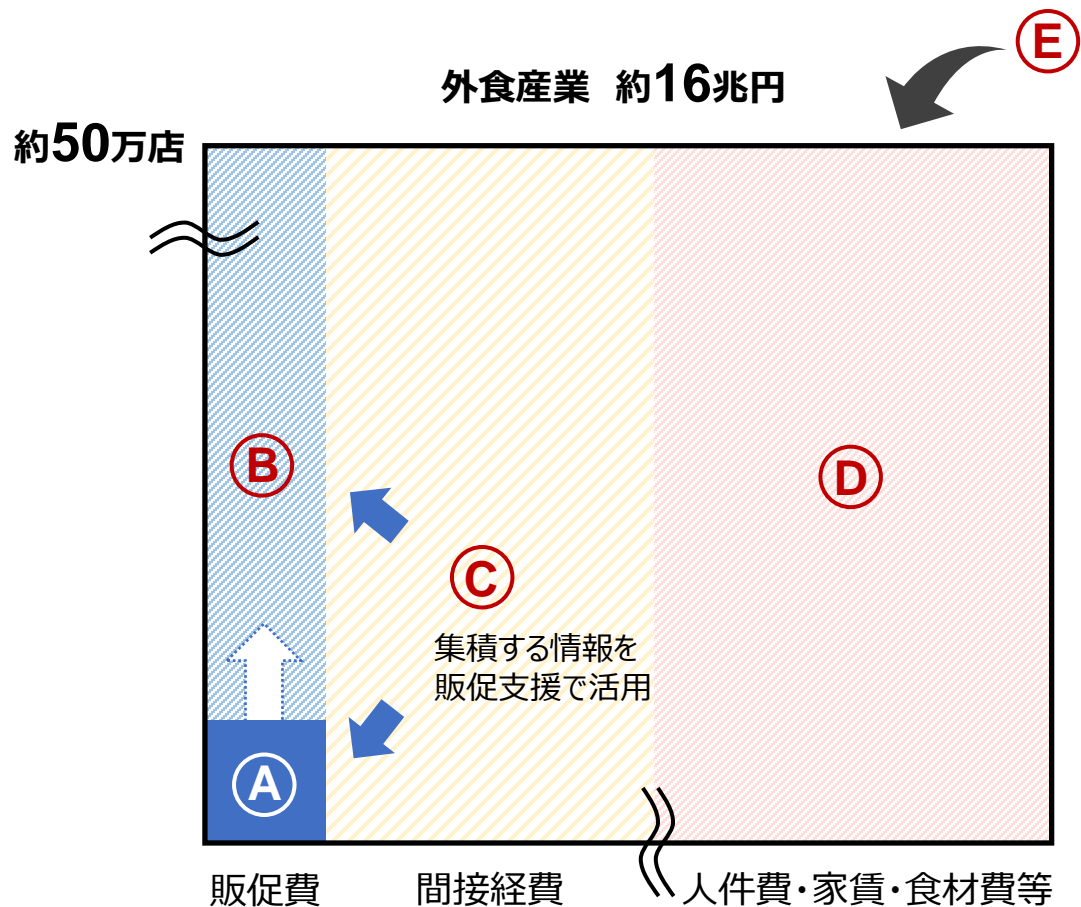 E
外食産業 約16兆円
約50万店
B
D
C
集積する情報を
販促支援で活用
A
販促費
間接経費
人件費・家賃・食材費等